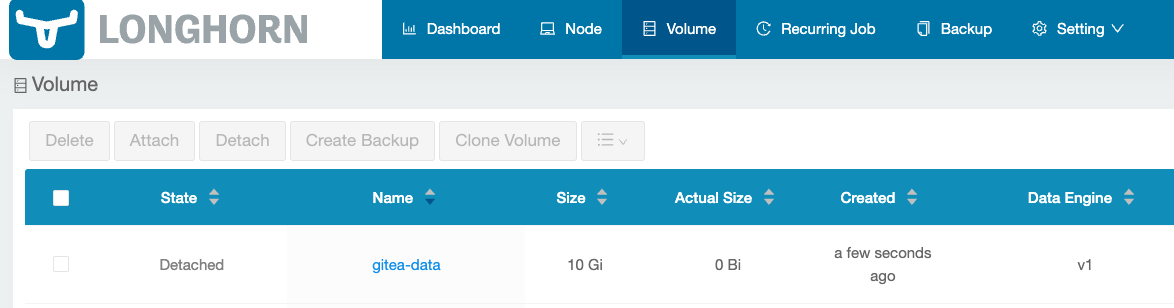 LONGHORN
Dashboard Node Volume Recurring Job Backup Setting
Volume
Delete Attach Detach Create Backup Clone Volume
State Name Size Actual Size Created Data Engine
Detached gitea-data 10 Gi 0 Bi a few seconds ago v1